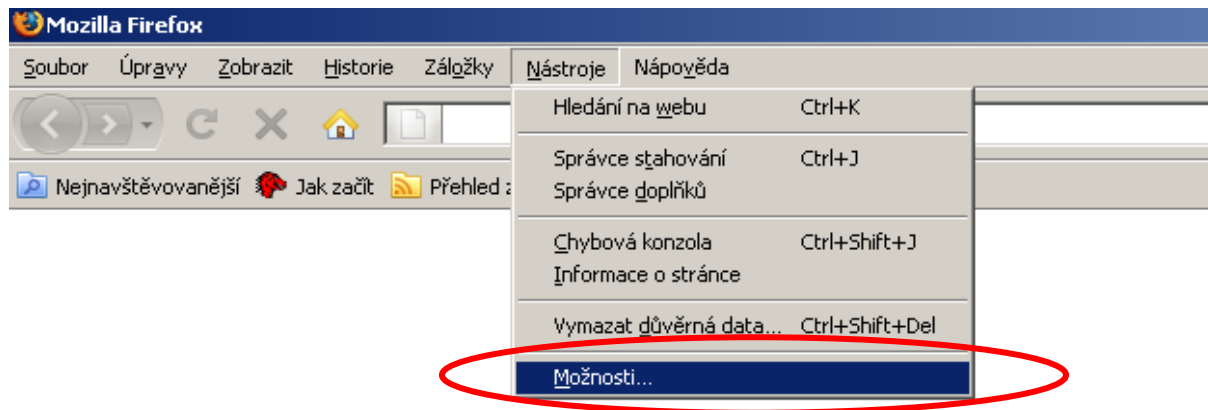 Mozilla Firefox
Soubor Úpravy Zobrazit Historie Záložky Nástroje Nápověda
Hledání na webu Ctrl+K
Správce stahování Ctrl+J
Správce doplňků
Nejnavštěvovanější Jak začít Přehled z
Chybová konzola Ctrl+Shift+J
Informace o stránce
Vymazat důvěrná data... Ctrl+Shift+Del
Možnosti...